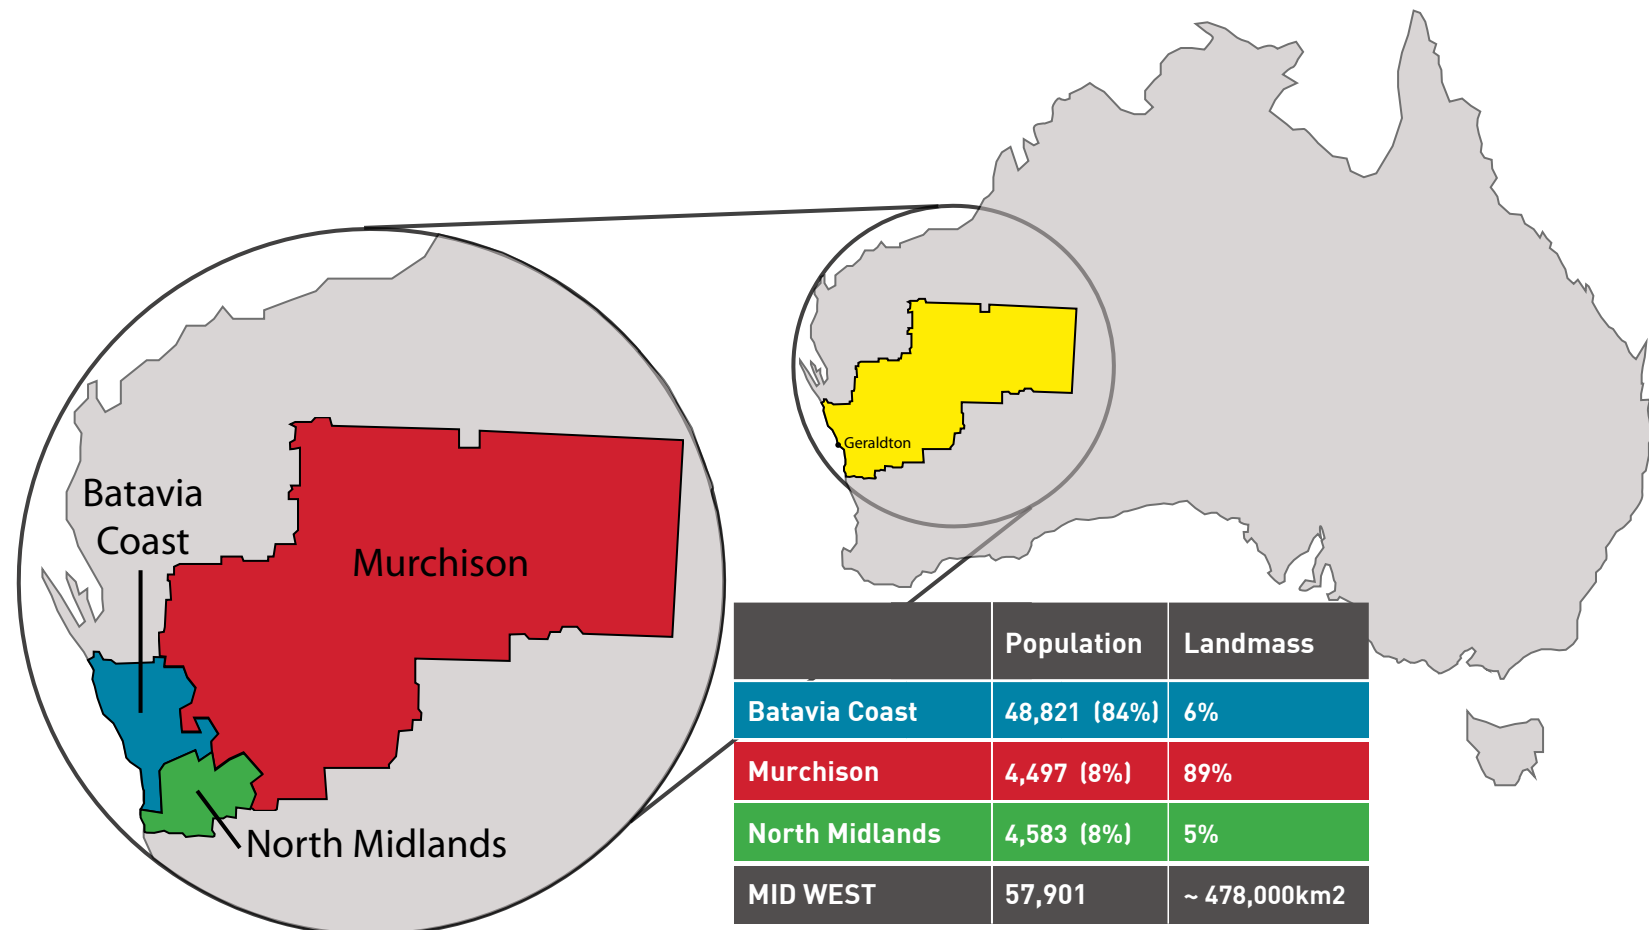 Geraldton
Batavia
Coast
Murchison
North Midlands
Population Landmass
Batavia Coast 48,821 (84%) 6%
Murchison 4,497 (8%) 89%
North Midlands 4,583 (8%) 5%
MID WEST 57,901 ~ 478,000km2